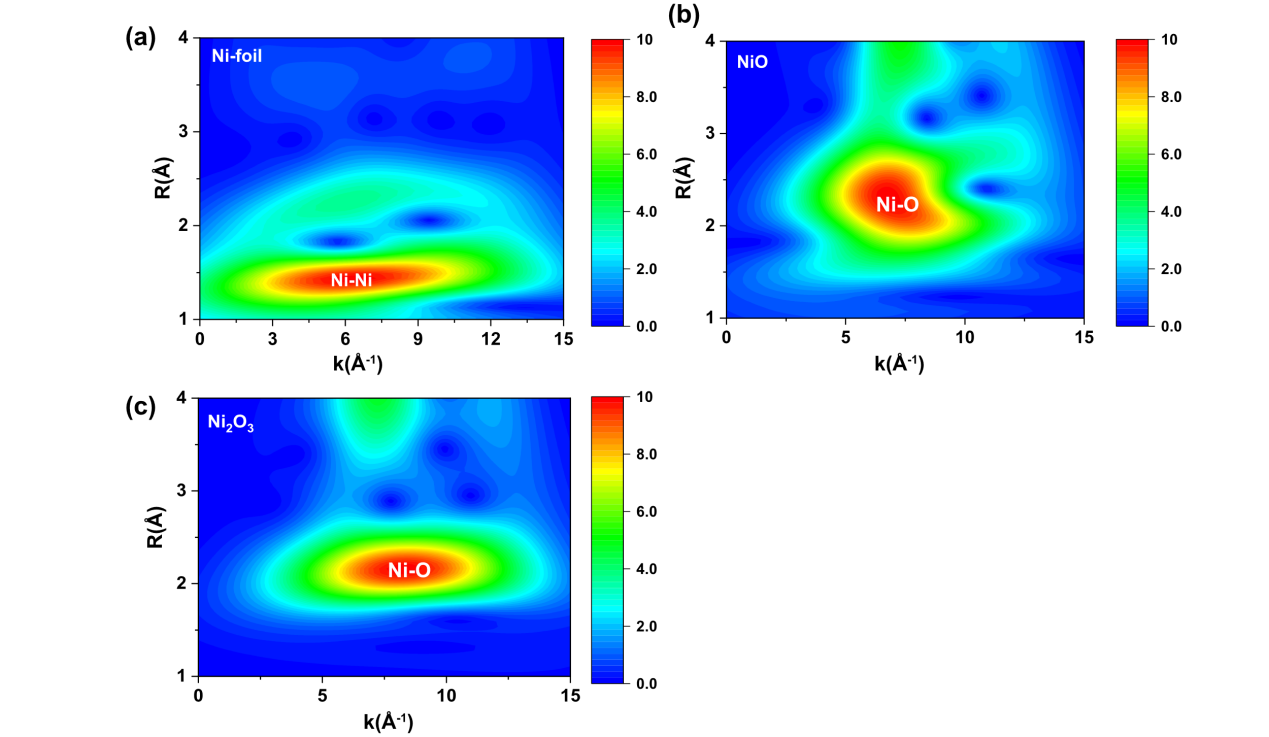 (a)
Ni-foil
Ni-Ni
4
3
2
1
R(Å)
0 3 6 9 12 15
k(Å⁻¹)
10
8.0
6.0
4.0
2.0
0.0
(b)
NiO
Ni-O
4
3
2
1
R(Å)
0 5 10 15
k(Å⁻¹)
10
8.0
6.0
4.0
2.0
0.0
(c)
Ni₂O₃
Ni-O
4
3
2
1
R(Å)
0 5 10 15
k(Å⁻¹)
10
8.0
6.0
4.0
2.0
0.0